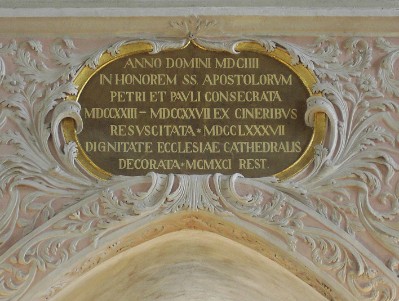 ANNO DOMINI MDCIIII
IN HONOREM SS APOSTOLORVM
PETRI ET PAVLI CONSECRATA
MDCCXXIII - MDCCXXVII EX CINERIBVS
RESVSCITATA · MDCCLXXXVII
DIGNITATE ECCLESIAE CATHEDRALIS
DECORATA · MCMXCI REST.